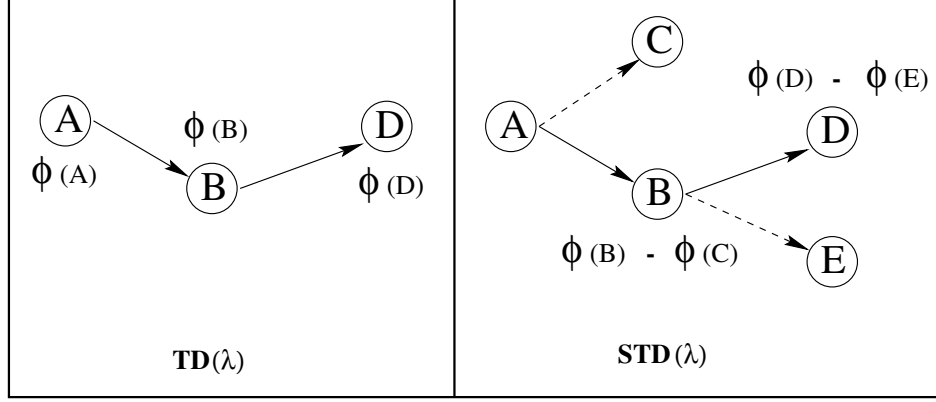 A
ϕ (A)
ϕ (B)
B
D
ϕ (D)
TD(λ)
C
ϕ (D) - ϕ (E)
A
D
B
ϕ (B) - ϕ (C)
E
STD(λ)